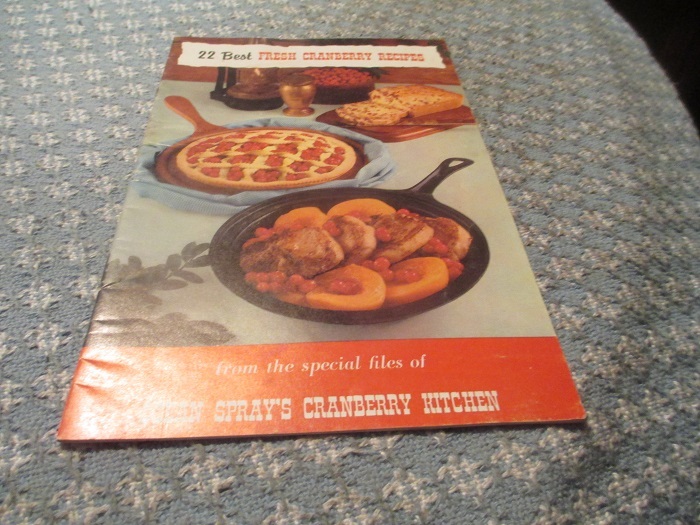 22 Best FRESH CRANBERRY RECIPES
from the special files of
SPRAY'S CRANBERRY KITCHEN